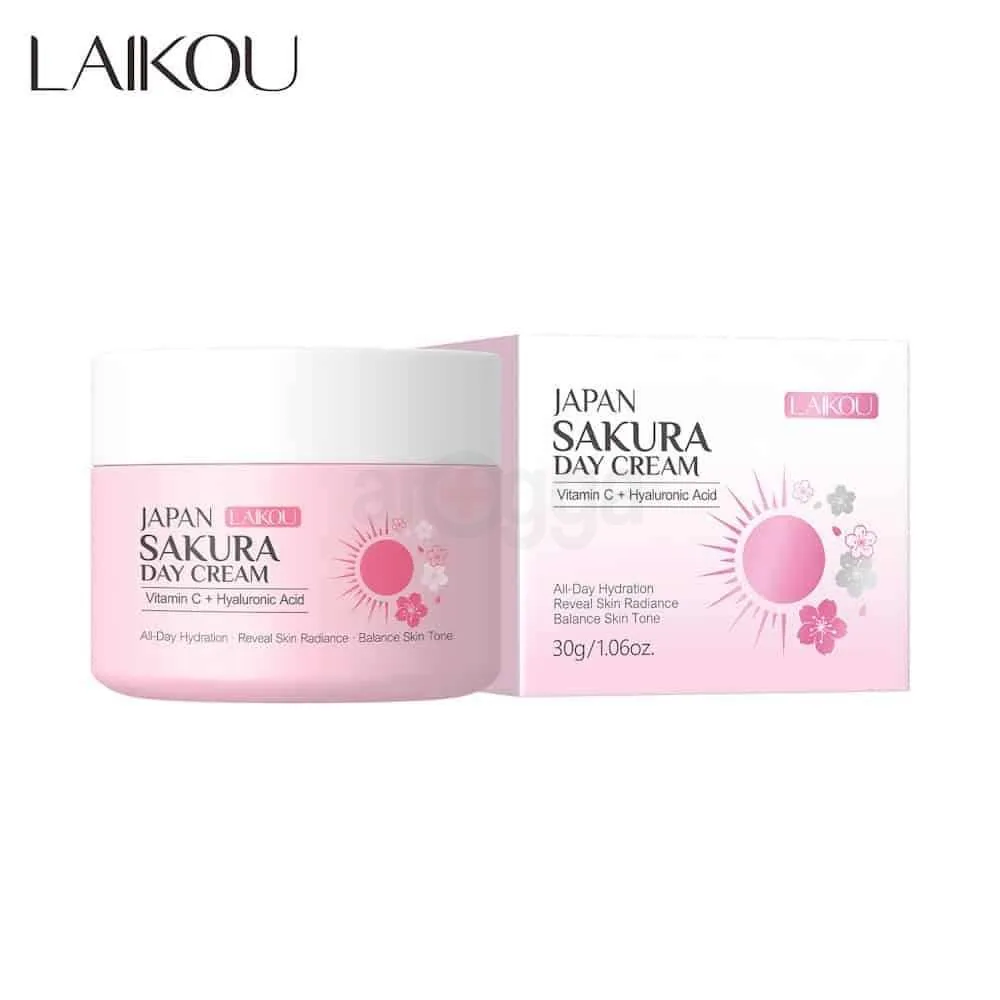 LAIKOU
JAPAN LAIKOU
SAKURA
DAY CREAM
Vitamin C + Hyaluronic Acid
All-Day Hydration · Reveal Skin Radiance · Balance Skin Tone
JAPAN LAIKOU
SAKURA
DAY CREAM
Vitamin C + Hyaluronic Acid
All-Day Hydration
Reveal Skin Radiance
Balance Skin Tone
30g/1.06oz.
arogga